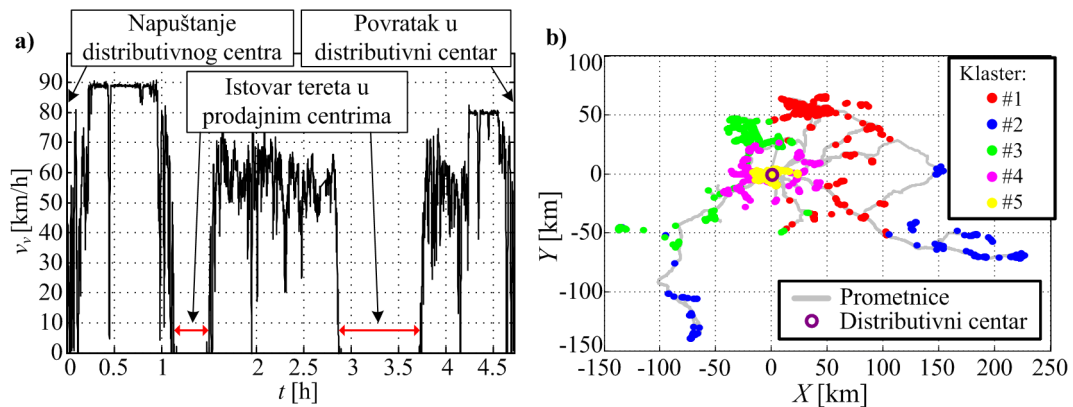 a)
Napuštanje
distributivnog centra
Povratak u
distributivni centar
Istovar tereta u
prodajnim centrima
90
80
70
60
50
40
30
20
10
0
v_v [km/h]
0 0.5 1 1.5 2 2.5 3 3.5 4 4.5
t [h]
b)
100
50
0
-50
-100
-150
Y [km]
-150 -100 -50 0 50 100 150 200 250
X [km]
Klaster:
#1
#2
#3
#4
#5
Prometnice
Distributivni centar